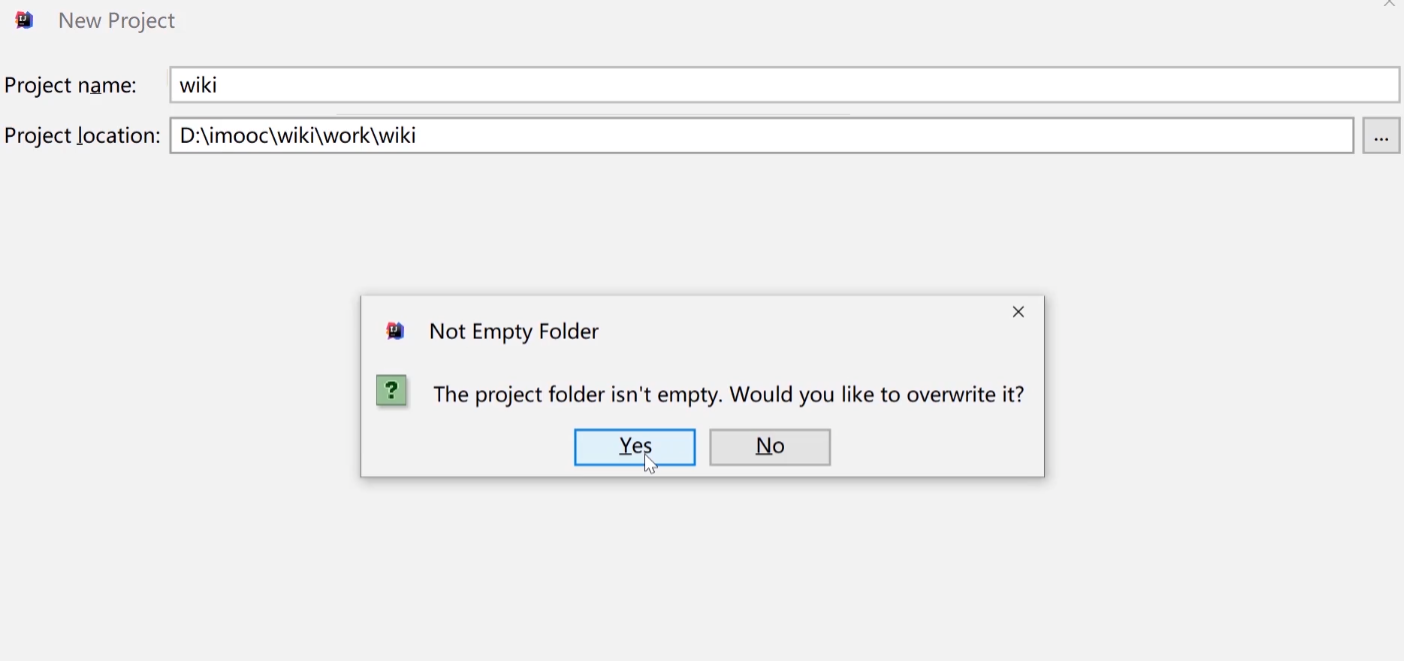 New Project
Project name: wiki
Project location: D:\imooc\wiki\work\wiki ...
Not Empty Folder
? The project folder isn't empty. Would you like to overwrite it?
Yes No